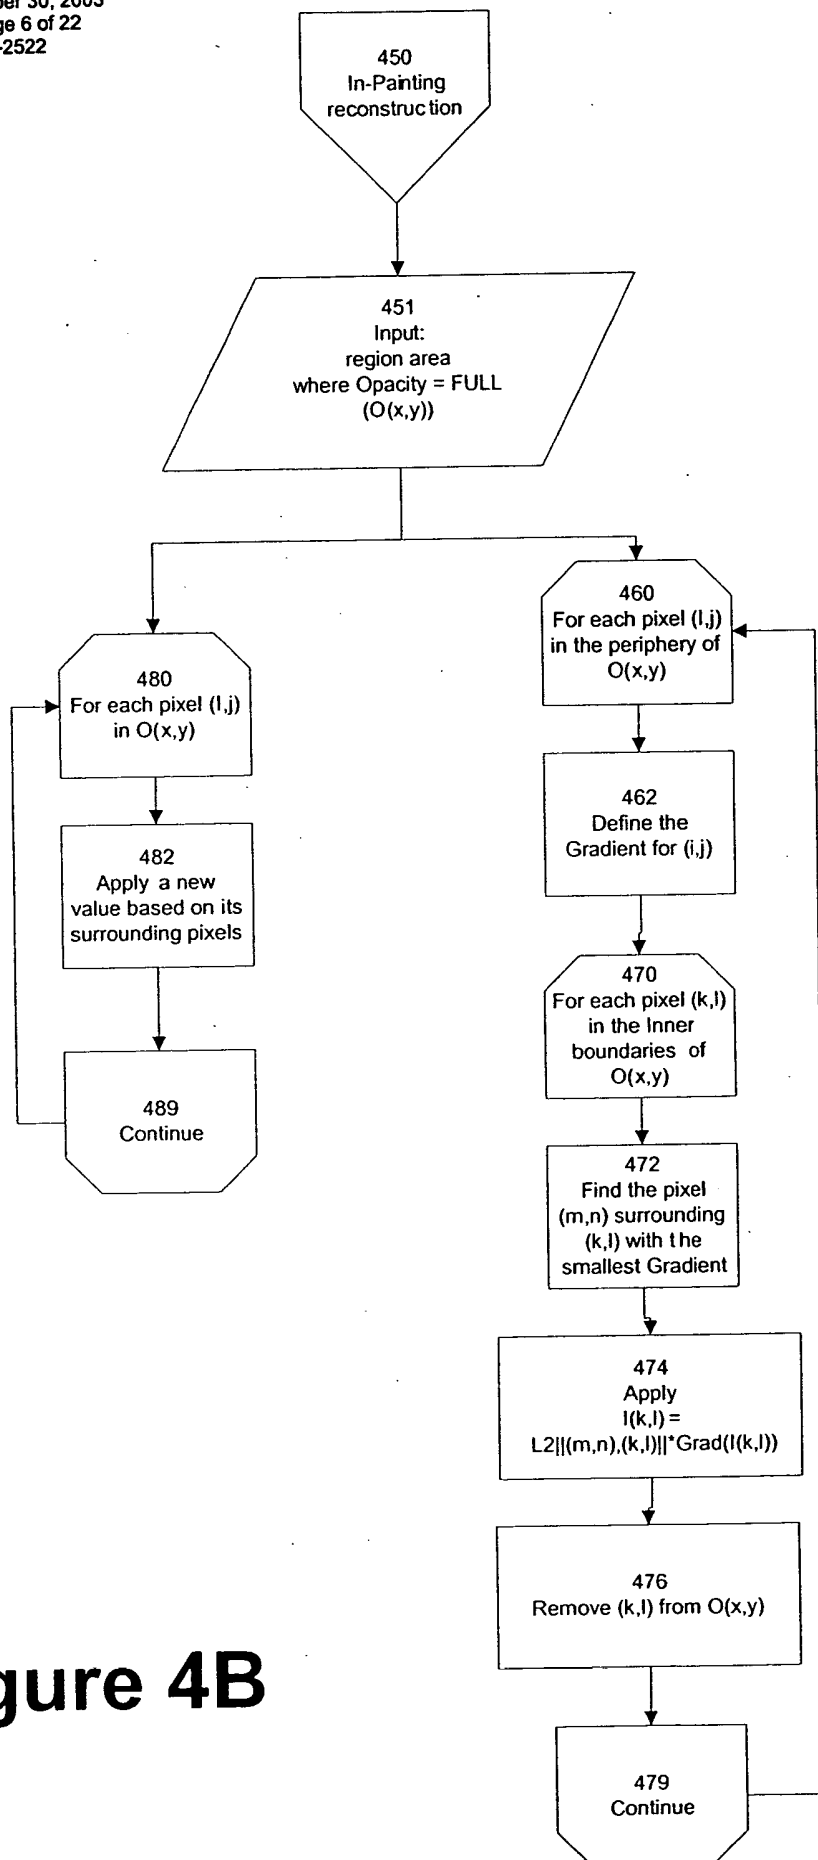 ber 30, 2003
ge 6 of 22
-2522
450
In-Painting
reconstruction
451
Input:
region area
where Opacity = FULL
(O(x,y))
460
For each pixel (I,j)
in the periphery of
O(x,y)
480
For each pixel (I,j)
in O(x,y)
462
Define the
Gradient for (i,j)
482
Apply a new
value based on its
surrounding pixels
470
For each pixel (k,l)
in the Inner
boundaries of
O(x,y)
489
Continue
472
Find the pixel
(m,n) surrounding
(k,l) with the
smallest Gradient
474
Apply
I(k,l) =
L2||(m,n),(k,l)||*Grad(I(k,l))
476
Remove (k,l) from O(x,y)
gure 4B
479
Continue